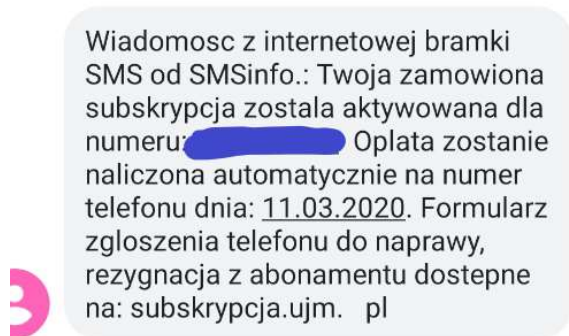 Wiadomosc z internetowej bramki
SMS od SMSinfo.: Twoja zamowiona
subskrypcja zostala aktywowana dla
numeru: Oplata zostanie
naliczona automatycznie na numer
telefonu dnia: 11.03.2020. Formularz
zgloszenia telefonu do naprawy,
rezygnacja z abonamentu dostepne
na: subskrypcja.ujm. pl